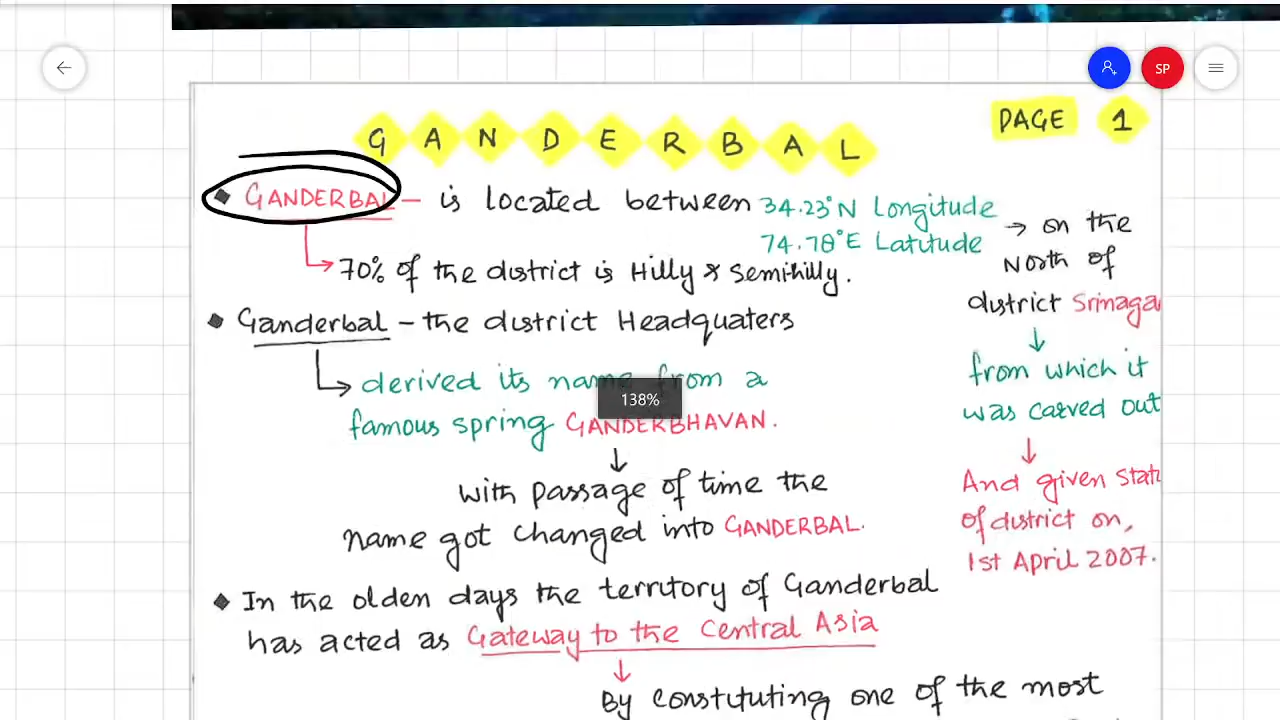 SP
GANDERBAL
PAGE 1
GANDERBAL - is located between 34.23°N Longitude
74.78°E Latitude
→ on the
North of
district Srinaga
↓
from which it
was carved out
↓
And given Stat
of district on,
1st April 2007.
→ 70% of the district is Hilly & Semihilly.
Ganderbal - the district Headquaters
→ derived its name from a
138%
famous spring GANDERBHAVAN.
↓
with passage of time the
name got changed into GANDERBAL.
In the olden days the territory of Ganderbal
has acted as Gateway to the Central Asia
↓
By constituting one of the most